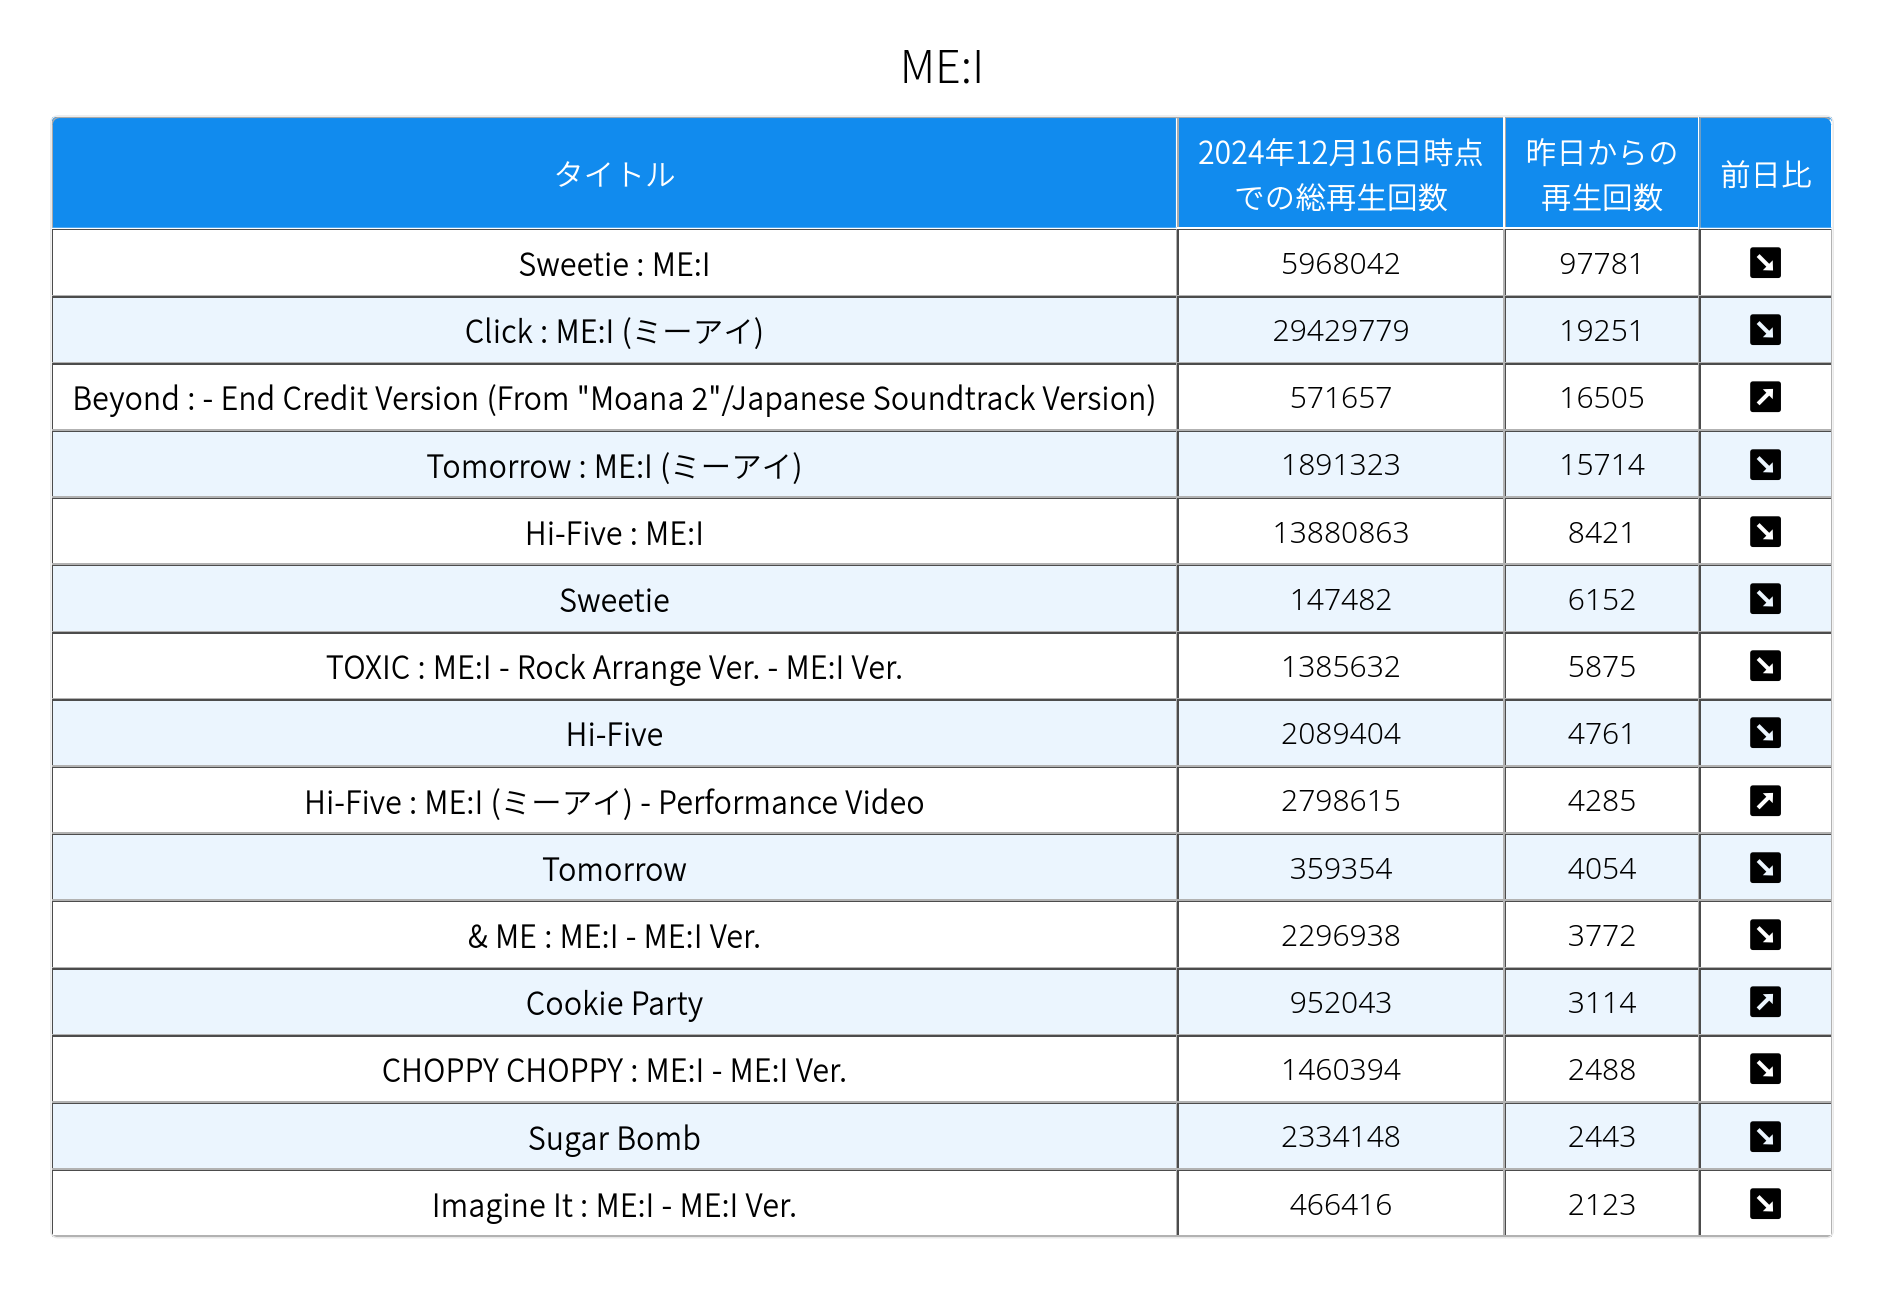 ME:I
タイトル
2024年12月16日時点
での総再生回数
昨日からの
再生回数
前日比
Sweetie : ME:I 5968042 97781 ↘
Click : ME:I (ミーアイ) 29429779 19251 ↘
Beyond : - End Credit Version (From "Moana 2"/Japanese Soundtrack Version) 571657 16505 ↗
Tomorrow : ME:I (ミーアイ) 1891323 15714 ↘
Hi-Five : ME:I 13880863 8421 ↘
Sweetie 147482 6152 ↘
TOXIC : ME:I - Rock Arrange Ver. - ME:I Ver. 1385632 5875 ↘
Hi-Five 2089404 4761 ↘
Hi-Five : ME:I (ミーアイ) - Performance Video 2798615 4285 ↗
Tomorrow 359354 4054 ↘
& ME : ME:I - ME:I Ver. 2296938 3772 ↘
Cookie Party 952043 3114 ↗
CHOPPY CHOPPY : ME:I - ME:I Ver. 1460394 2488 ↘
Sugar Bomb 2334148 2443 ↘
Imagine It : ME:I - ME:I Ver. 466416 2123 ↘